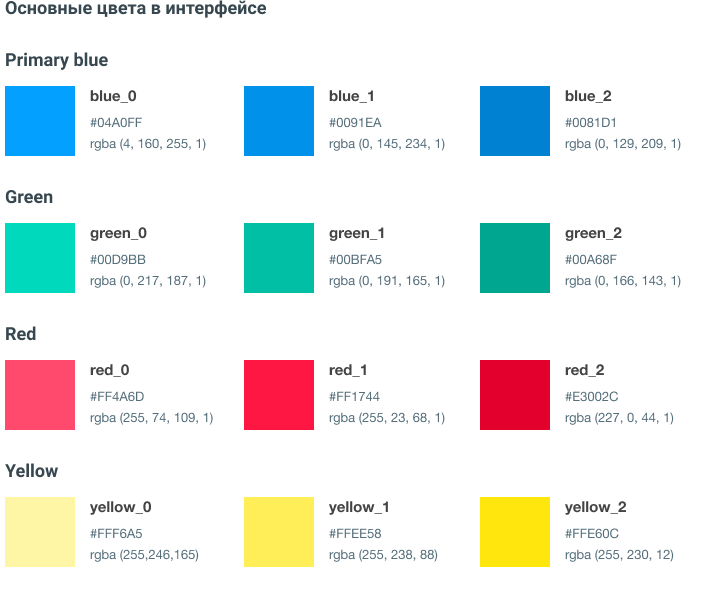 Основные цвета в интерфейсе
Primary blue
blue_0
#04A0FF
rgba (4, 160, 255, 1)
blue_1
#0091EA
rgba (0, 145, 234, 1)
blue_2
#0081D1
rgba (0, 129, 209, 1)
Green
green_0
#00D9BB
rgba (0, 217, 187, 1)
green_1
#00BFA5
rgba (0, 191, 165, 1)
green_2
#00A68F
rgba (0, 166, 143, 1)
Red
red_0
#FF4A6D
rgba (255, 74, 109, 1)
red_1
#FF1744
rgba (255, 23, 68, 1)
red_2
#E3002C
rgba (227, 0, 44, 1)
Yellow
yellow_0
#FFF6A5
rgba (255,246,165)
yellow_1
#FFEE58
rgba (255, 238, 88)
yellow_2
#FFE60C
rgba (255, 230, 12)